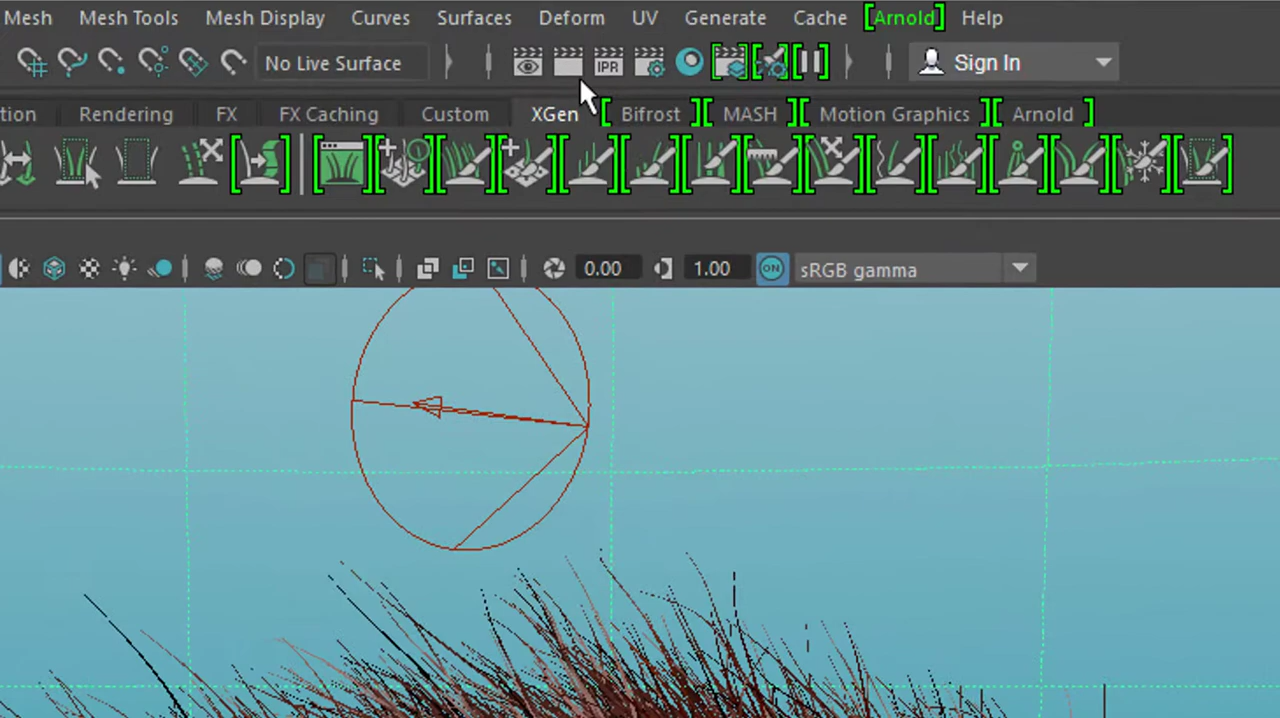 Mesh Mesh Tools Mesh Display Curves Surfaces Deform UV Generate Cache [Arnold] Help
No Live Surface IPR Sign In
tion Rendering FX FX Caching Custom XGen [ Bifrost ][ MASH ][ Motion Graphics ][ Arnold ]
0.00 1.00 ON sRGB gamma